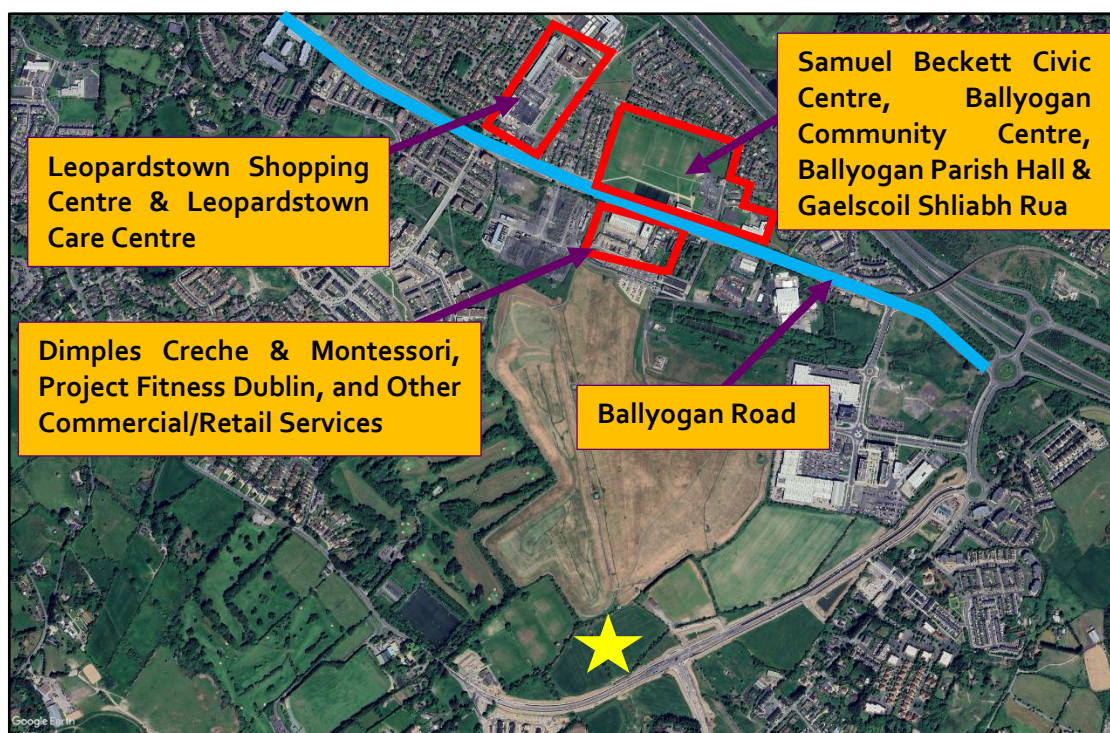 Samuel Beckett Civic
Centre, Ballyogan
Community Centre,
Ballyogan Parish Hall &
Gaelscoil Shliabh Rua
Leopardstown Shopping
Centre & Leopardstown
Care Centre
Dimples Creche & Montessori,
Project Fitness Dublin, and Other
Commercial/Retail Services
Ballyogan Road
Google Earth